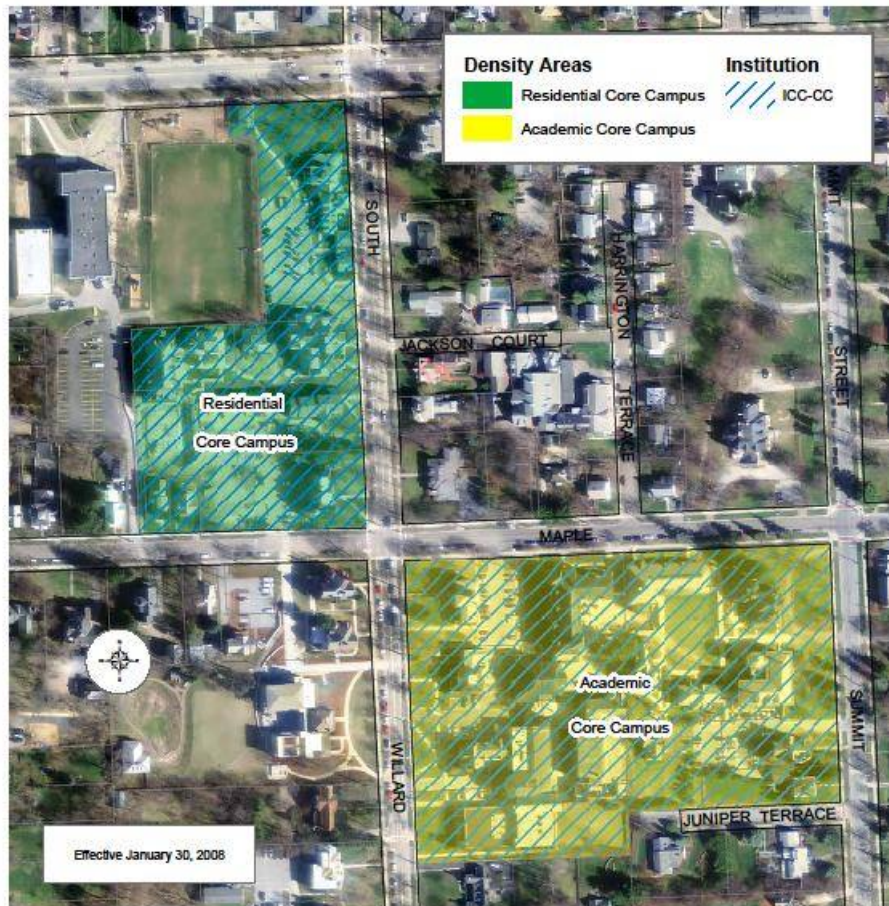 Density Areas
Institution
Residential Core Campus
ICC-CC
Academic Core Campus
SOUTH
HARRINGTON
STREET
JACKSON COURT
TERRACE
Residential
Core Campus
MAPLE
Academic
Core Campus
SUMMIT
WILLARD
JUNIPER TERRACE
Effective January 30, 2008